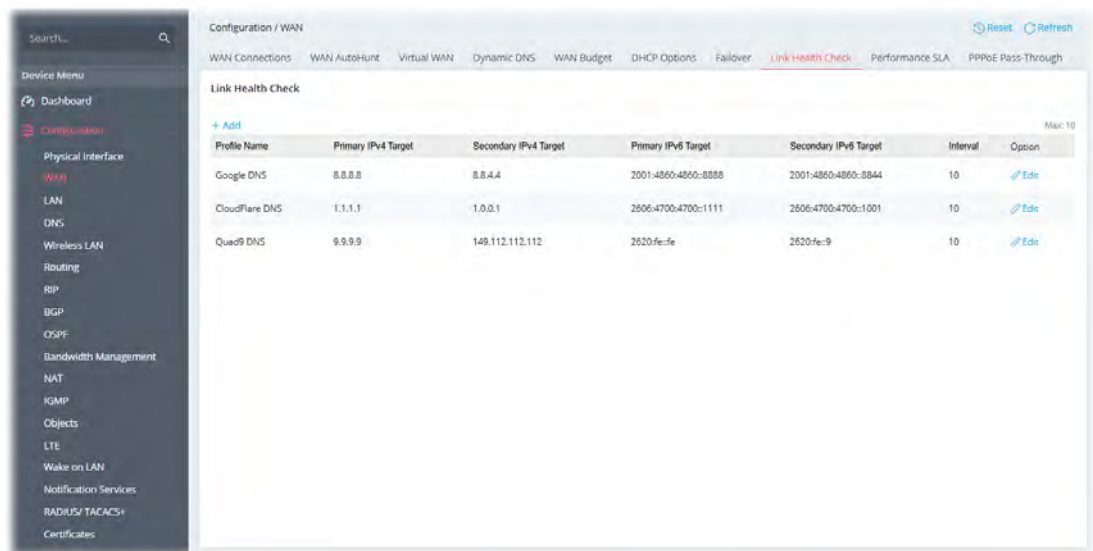 Search...
Device Menu
Dashboard
Configuration
Physical Interface
WAN
LAN
DNS
Wireless LAN
Routing
RIP
BGP
OSPF
Bandwidth Management
NAT
IGMP
Objects
LTE
Wake on LAN
Notification Services
RADIUS/ TACACS+
Certificates
Configuration / WAN Reset Refresh
WAN Connections WAN AutoHunt Virtual WAN Dynamic DNS WAN Budget DHCP Options Failover Link Health Check Performance SLA PPPoE Pass-Through
Link Health Check
+ Add Max: 10
Profile Name Primary IPv4 Target Secondary IPv4 Target Primary IPv6 Target Secondary IPv6 Target Interval Option
Google DNS 8.8.8.8 8.8.4.4 2001:4860:4860::8888 2001:4860:4860::8844 10 Edit
CloudFlare DNS 1.1.1.1 1.0.0.1 2606:4700:4700::1111 2606:4700:4700::1001 10 Edit
Quad9 DNS 9.9.9.9 149.112.112.112 2620:fe::fe 2620:fe::9 10 Edit